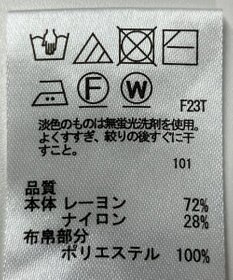 F W
F23T
淡色のものは無蛍光洗剤を使用。
よくすすぎ、絞りの後すぐに干
すこと。
101
品質
本体 レーヨン 72%
ナイロン 28%
布帛部分
ポリエステル 100%